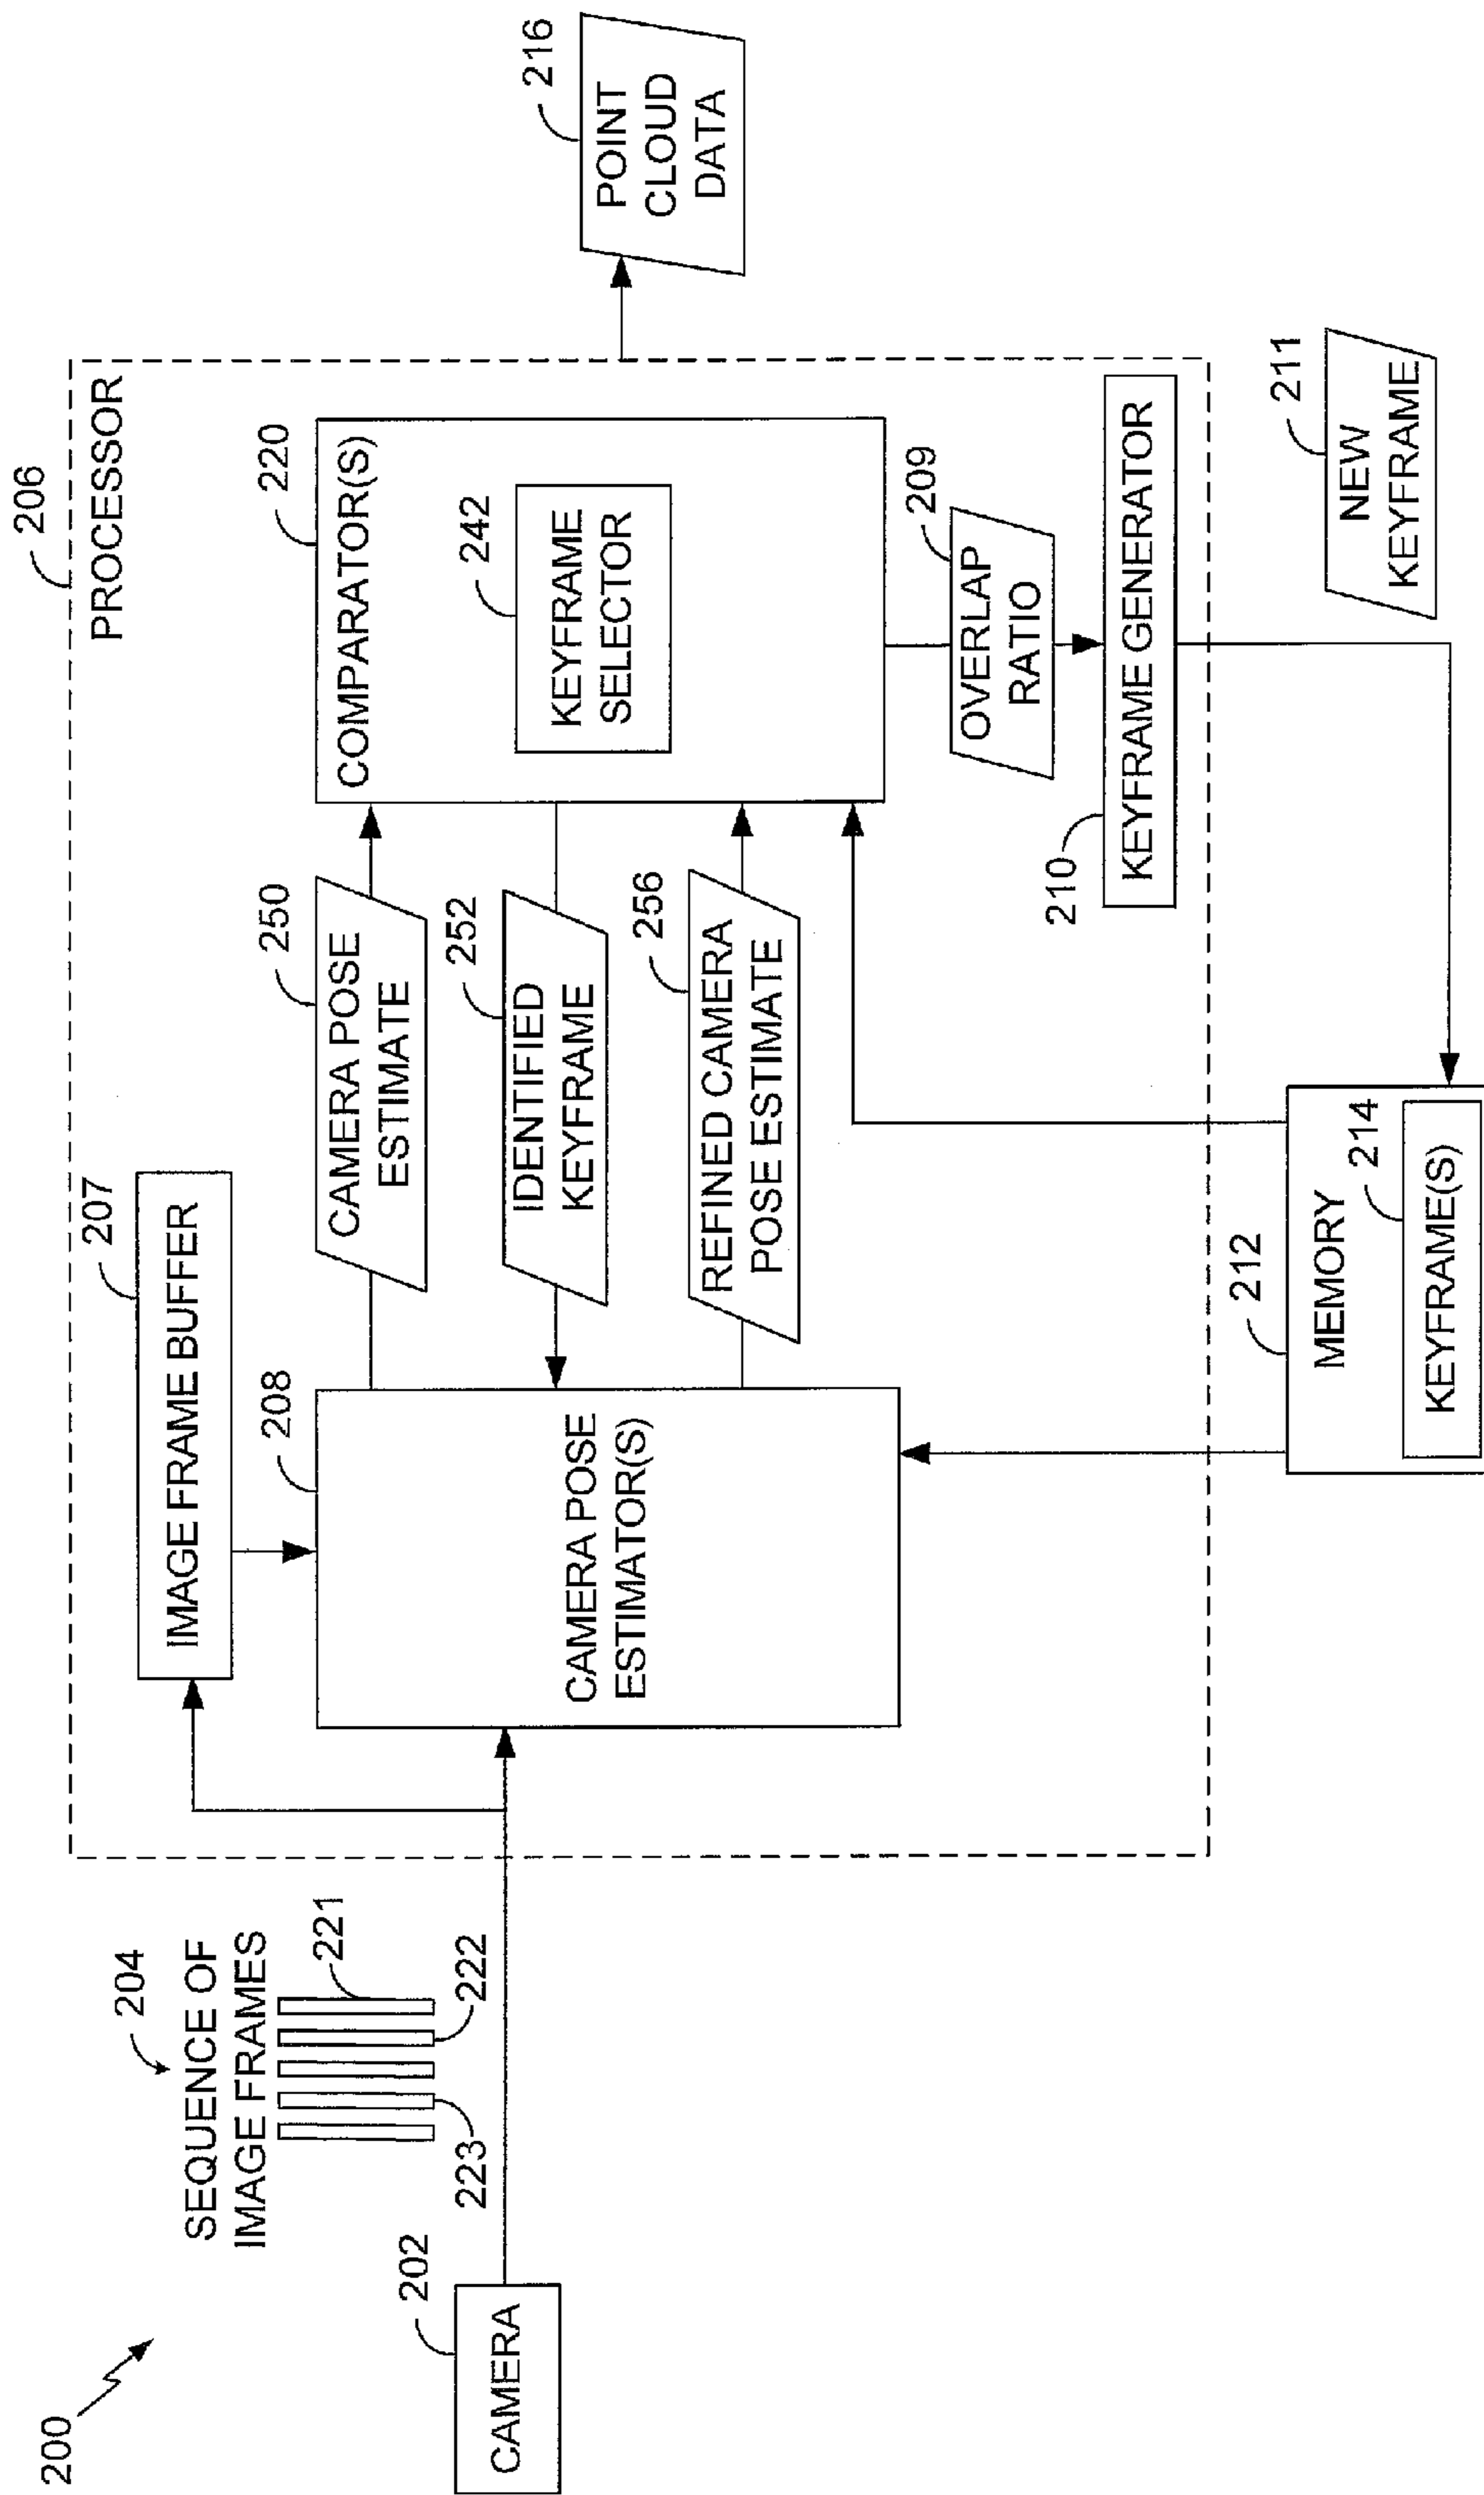 200
202
CAMERA
204
SEQUENCE OF
IMAGE FRAMES
221
222
223
206
PROCESSOR
207
IMAGE FRAME BUFFER
208
CAMERA POSE
ESTIMATOR(S)
250
CAMERA POSE
ESTIMATE
252
IDENTIFIED
KEYFRAME
256
REFINED CAMERA
POSE ESTIMATE
220
COMPARATOR(S)
242
KEYFRAME
SELECTOR
209
OVERLAP
RATIO
210
KEYFRAME GENERATOR
216
POINT
CLOUD
DATA
211
NEW
KEYFRAME
212
MEMORY
214
KEYFRAME(S)